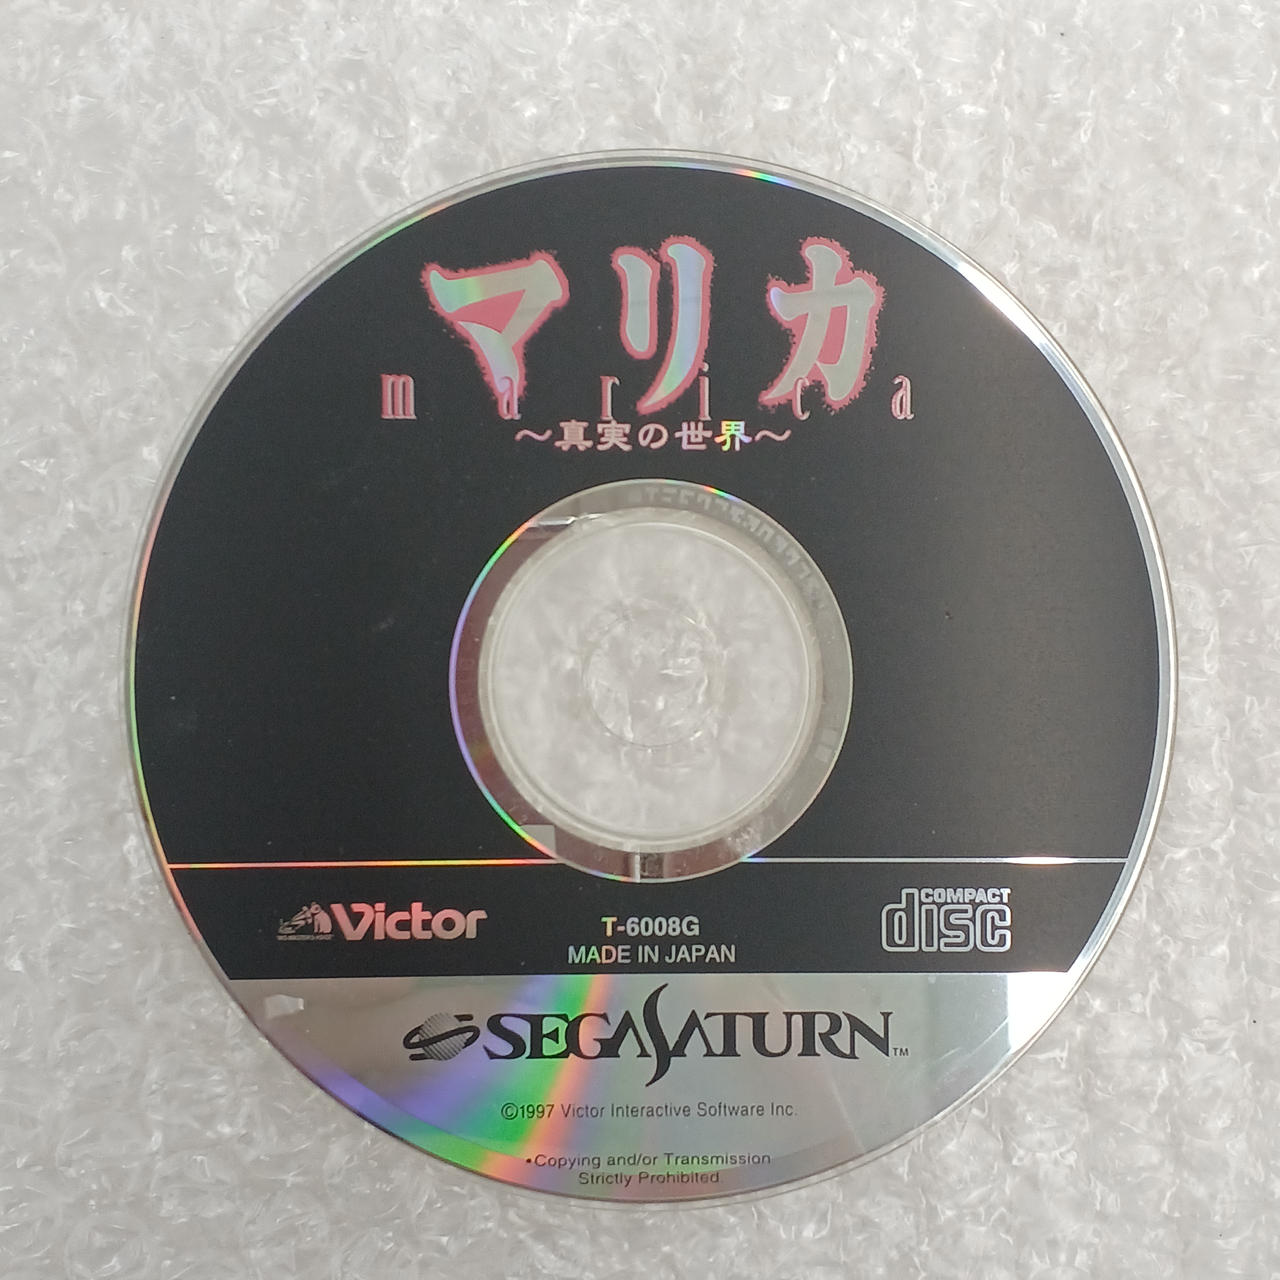 マリカ
marica
～真実の世界～
Victor
T-6008G
MADE IN JAPAN
COMPACT
disc
SEGA SATURN™
©1997 Victor Interactive Software Inc.
•Copying and/or Transmission
Strictly Prohibited.